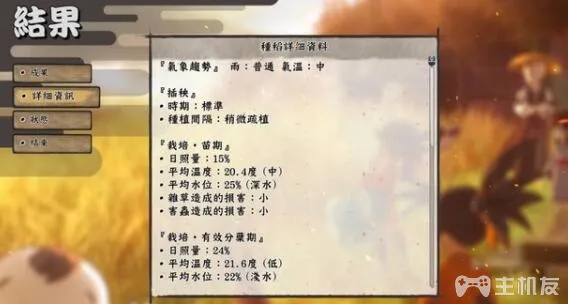 結果
成果
詳細資訊
狀態
結束
種稻詳細資料
『氣象趨勢』 雨：普通 氣溫：中
『插秧』
・時期：標準
・種植間隔：稍微疏植
『栽培・苗期』
・日照量：15%
・平均溫度：20.4度(中)
・平均水位：25%(深水)
・雜草造成的損害：小
・害蟲造成的損害：小
『栽培・有效分蘗期』
・日照量：24%
・平均溫度：21.6度(低)
・平均水位：22%(淺水)
主机友